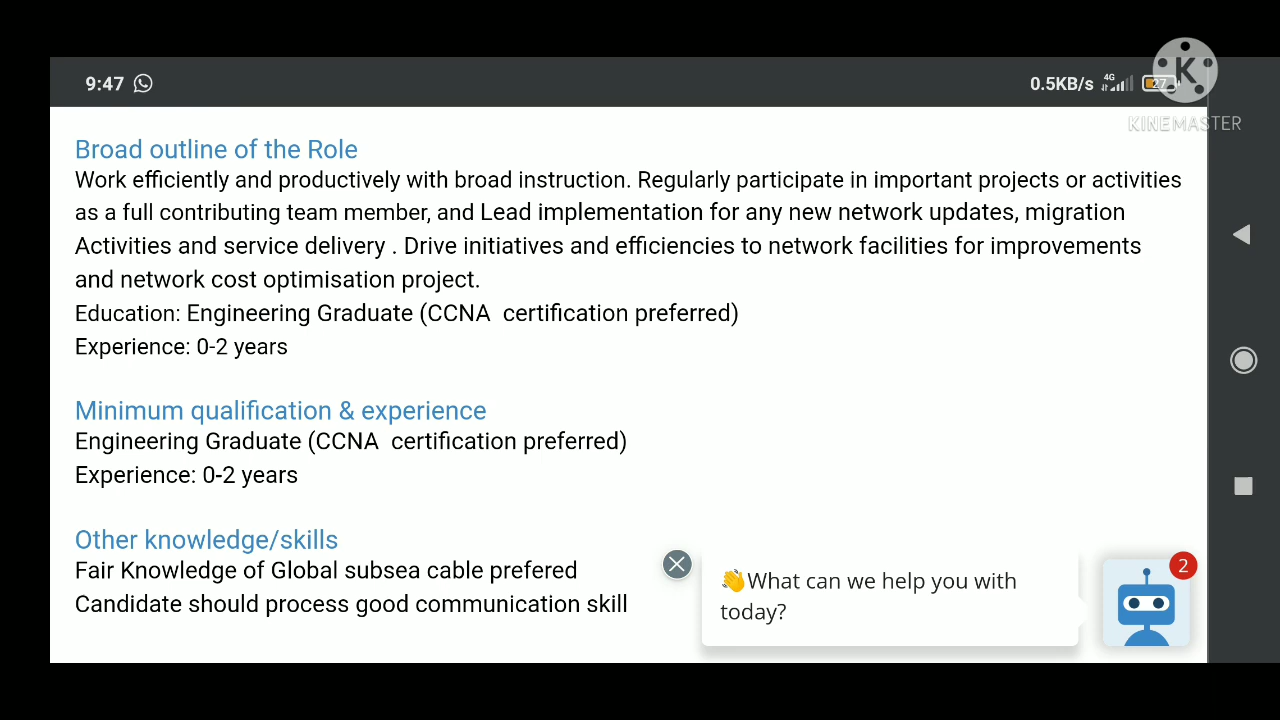 9:47
0.5KB/s 4G 27
KINEMASTER
Broad outline of the Role
Work efficiently and productively with broad instruction. Regularly participate in important projects or activities
as a full contributing team member, and Lead implementation for any new network updates, migration
Activities and service delivery . Drive initiatives and efficiencies to network facilities for improvements
and network cost optimisation project.
Education: Engineering Graduate (CCNA  certification preferred)
Experience: 0-2 years
Minimum qualification & experience
Engineering Graduate (CCNA  certification preferred)
Experience: 0-2 years
Other knowledge/skills
Fair Knowledge of Global subsea cable prefered
Candidate should process good communication skill
👋What can we help you with
today?
2